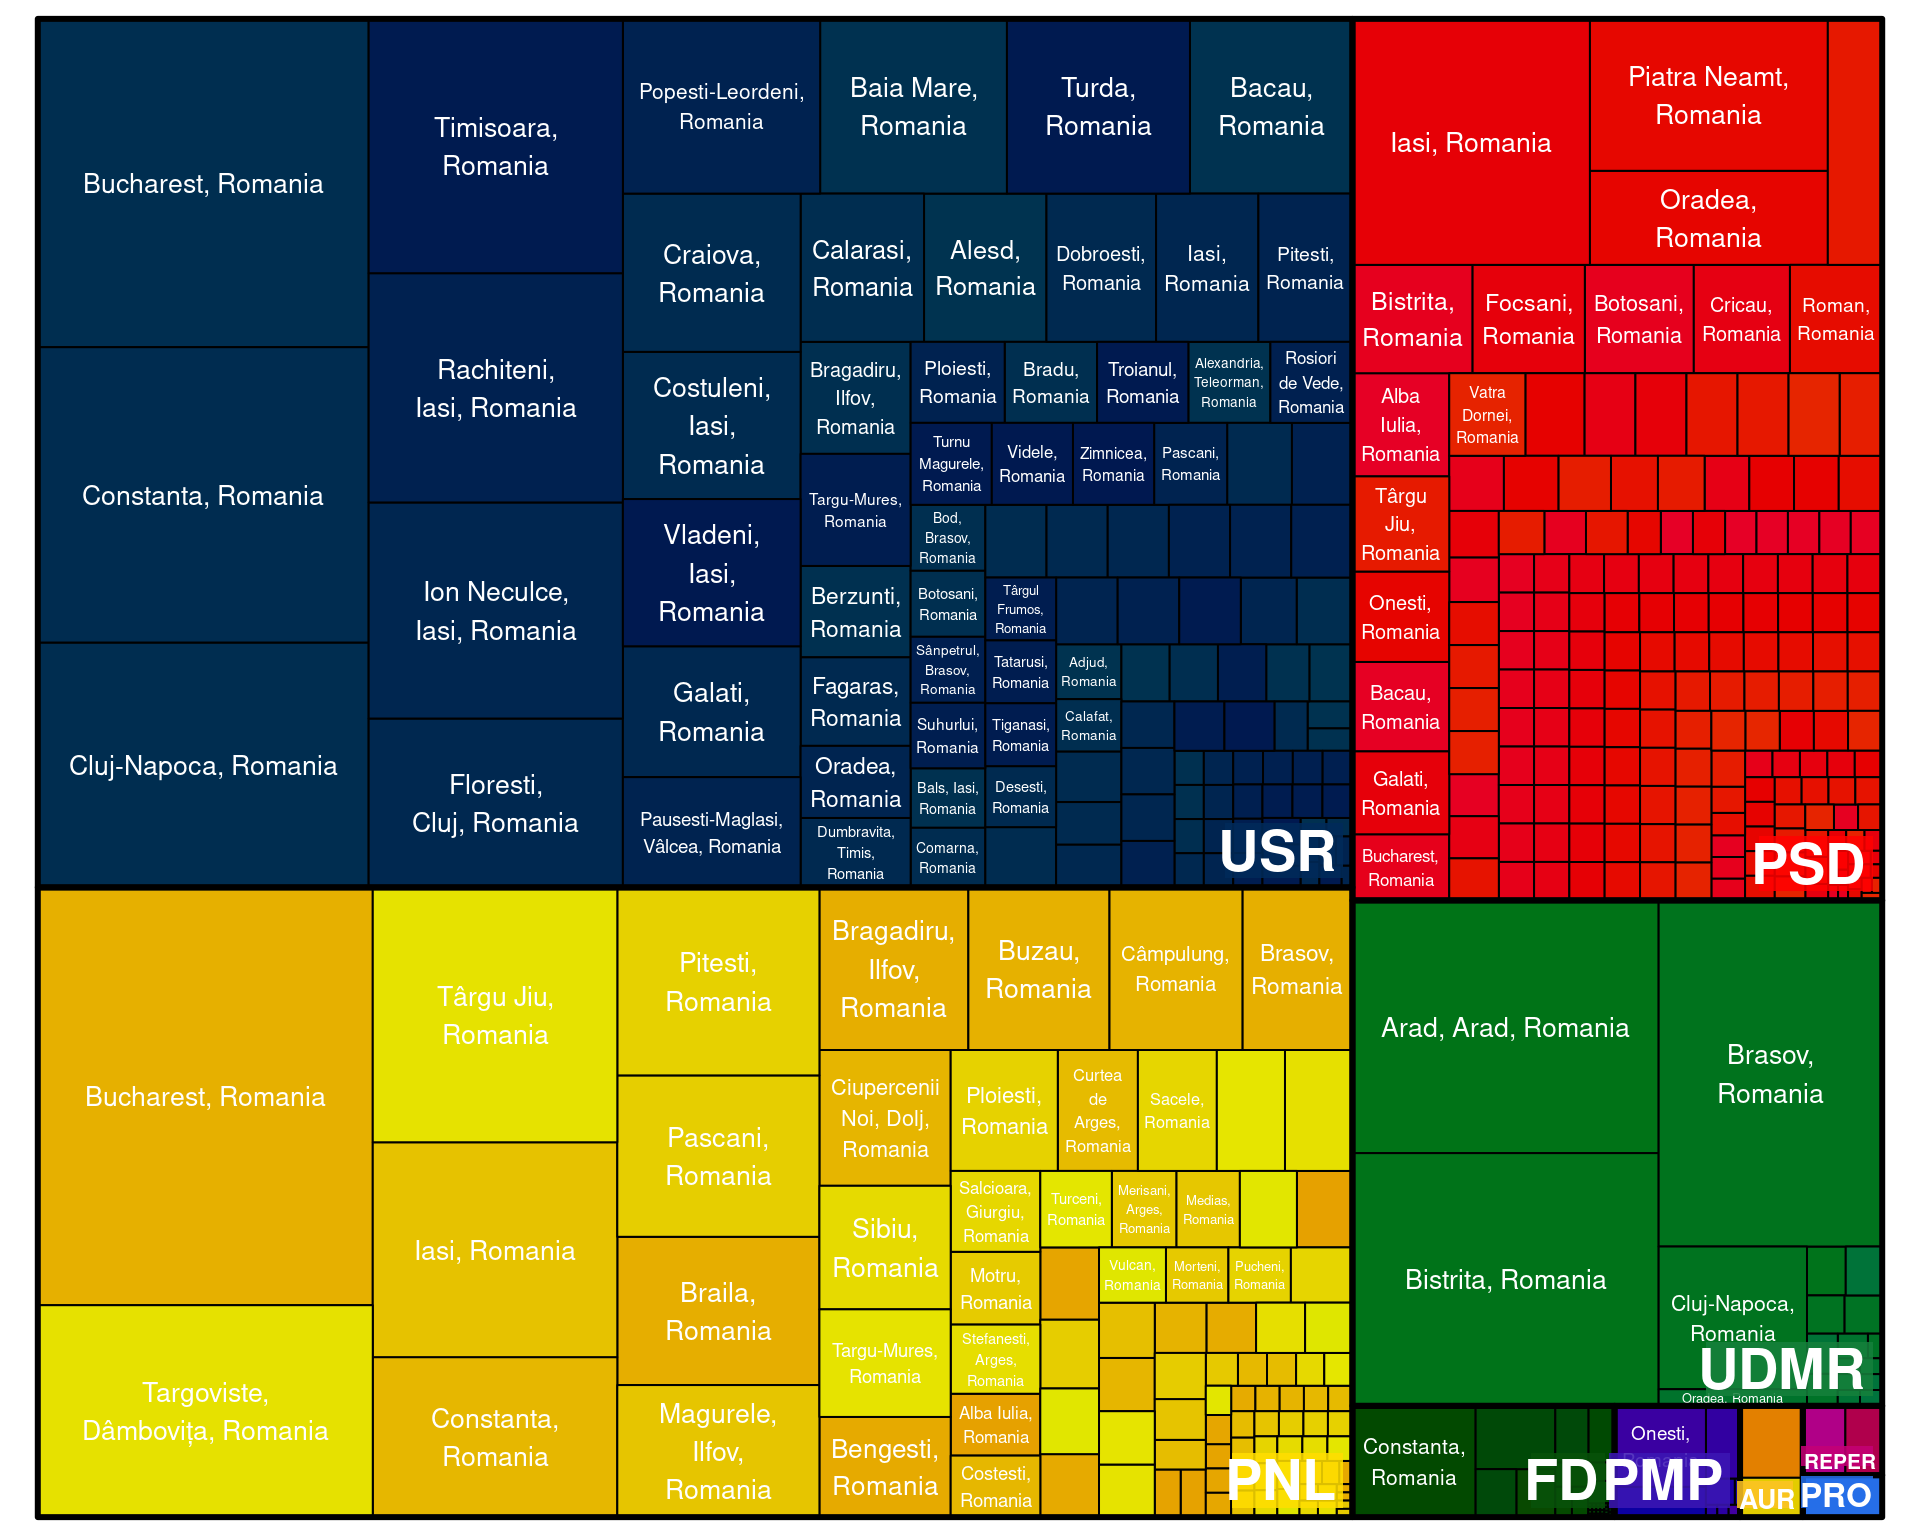 Bucharest, Romania
Constanta, Romania
Cluj-Napoca, Romania
Timisoara,
Romania
Rachiteni,
Iasi, Romania
Ion Neculce,
Iasi, Romania
Floresti,
Cluj, Romania
Popesti-Leordeni,
Romania
Baia Mare,
Romania
Turda,
Romania
Bacau,
Romania
Craiova,
Romania
Costuleni,
Iasi,
Romania
Vladeni,
Iasi,
Romania
Galati,
Romania
Pausesti-Maglasi,
Vâlcea, Romania
Calarasi,
Romania
Alesd,
Romania
Dobroesti,
Romania
Iasi,
Romania
Pitesti,
Romania
Bragadiru,
Ilfov,
Romania
Targu-Mures,
Romania
Berzunti,
Romania
Fagaras,
Romania
Oradea,
Romania
Dumbravita,
Timis,
Romania
Ploiesti,
Romania
Bradu,
Romania
Troianul,
Romania
Alexandria,
Teleorman,
Romania
Rosiori
de Vede,
Romania
Turnu
Magurele,
Romania
Videle,
Romania
Zimnicea,
Romania
Pascani,
Romania
Bod,
Brasov,
Romania
Botosani,
Romania
Sânpetrul,
Brasov,
Romania
Suhurlui,
Romania
Bals, Iasi,
Romania
Comarna,
Romania
Târgul
Frumos,
Romania
Tatarusi,
Romania
Tiganasi,
Romania
Desesti,
Romania
Adjud,
Romania
Calafat,
Romania
USR
Iasi, Romania
Piatra Neamt,
Romania
Oradea,
Romania
Bistrita,
Romania
Focsani,
Romania
Botosani,
Romania
Cricau,
Romania
Roman,
Romania
Alba
Iulia,
Romania
Vatra
Dornei,
Romania
Târgu
Jiu,
Romania
Onesti,
Romania
Bacau,
Romania
Galati,
Romania
Bucharest,
Romania
PSD
Bucharest, Romania
Targoviste,
Dâmbovița, Romania
Târgu Jiu,
Romania
Iasi, Romania
Constanta,
Romania
Pitesti,
Romania
Pascani,
Romania
Braila,
Romania
Magurele,
Ilfov,
Romania
Bragadiru,
Ilfov,
Romania
Buzau,
Romania
Câmpulung,
Romania
Brasov,
Romania
Ciupercenii
Noi, Dolj,
Romania
Sibiu,
Romania
Targu-Mures,
Romania
Bengesti,
Romania
Ploiesti,
Romania
Curtea
de
Arges,
Romania
Sacele,
Romania
Salcioara,
Giurgiu,
Romania
Turceni,
Romania
Merisani,
Arges,
Romania
Medias,
Romania
Motru,
Romania
Vulcan,
Romania
Morteni,
Romania
Pucheni,
Romania
Stefanesti,
Arges,
Romania
Alba Iulia,
Romania
Costesti,
Romania
PNL
Arad, Arad, Romania
Bistrita, Romania
Brasov,
Romania
Cluj-Napoca,
Romania
UDMR
Oradea, Romania
Constanta,
Romania
FD
Onesti,
Romania
PMP
AUR
REPER
PRO